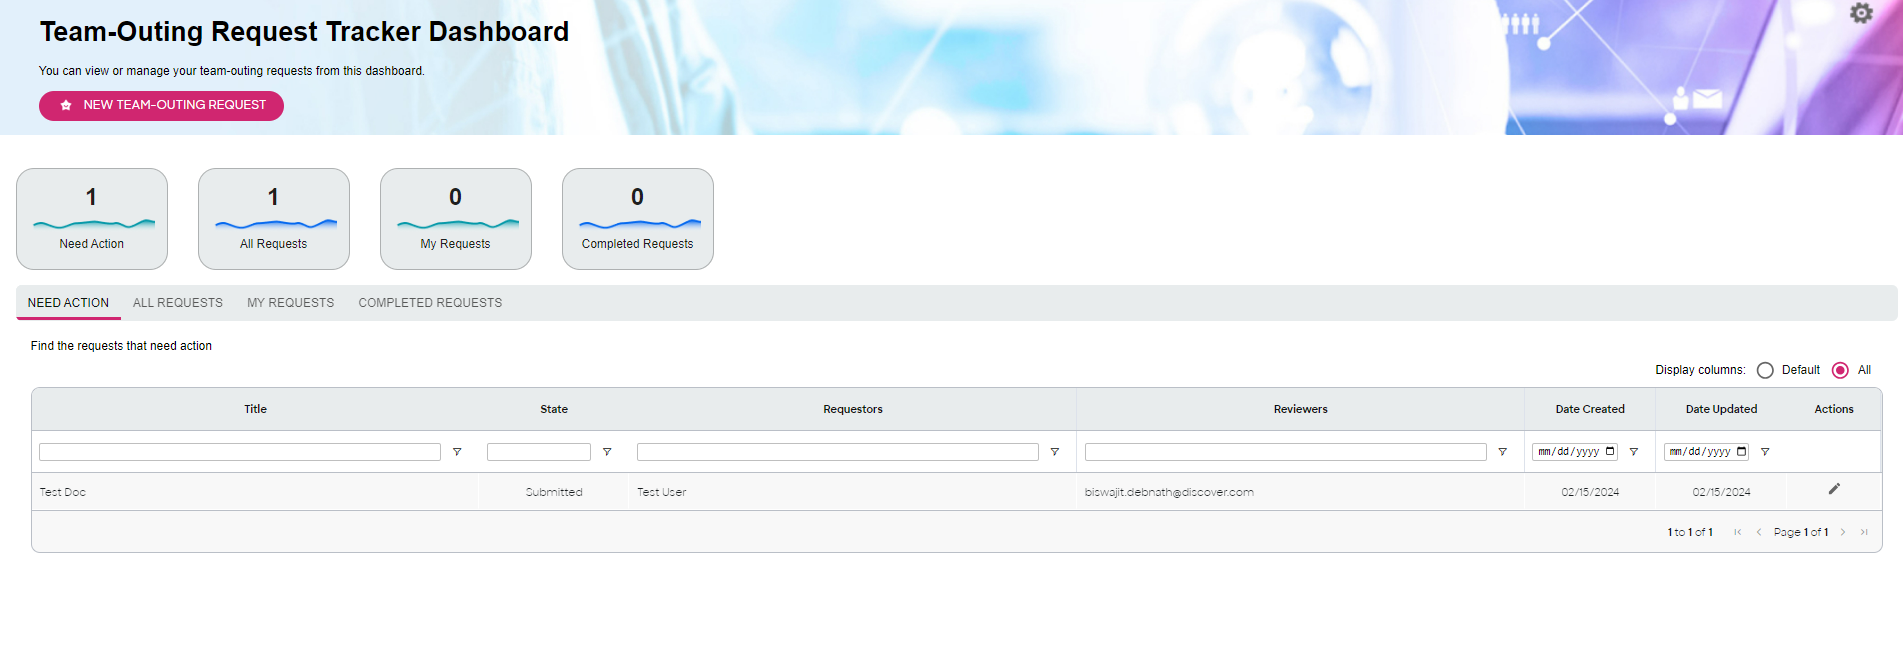 Team-Outing Request Tracker Dashboard
You can view or manage your team-outing requests from this dashboard.
NEW TEAM-OUTING REQUEST
1 1 0 0
Need Action All Requests My Requests Completed Requests
NEED ACTION ALL REQUESTS MY REQUESTS COMPLETED REQUESTS
Find the requests that need action
Display columns: Default All
Title State Requestors Reviewers Date Created Date Updated Actions
mm/dd/yyyy mm/dd/yyyy
Test Doc Submitted Test User biswajit.debnath@discover.com 02/15/2024 02/15/2024
1 to 1 of 1 Page 1 of 1